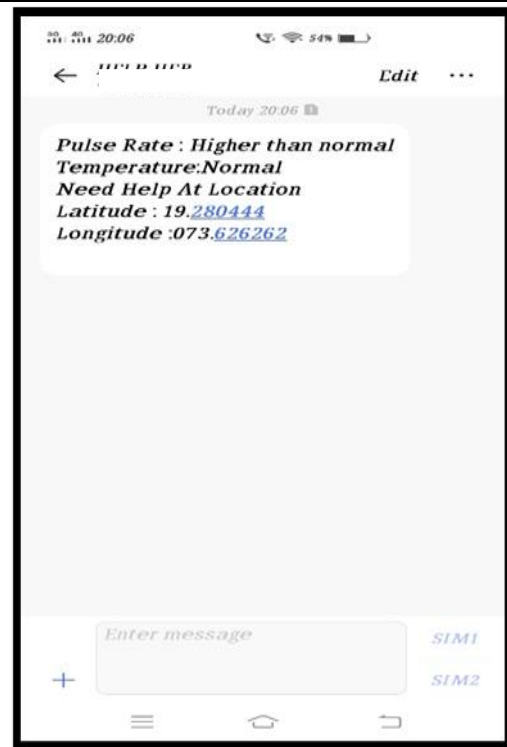 20:06 54%
Edit
Today 20:06
Pulse Rate : Higher than normal
Temperature:Normal
Need Help At Location
Latitude : 19.280444
Longitude :073.626262
Enter message
SIM1
SIM2